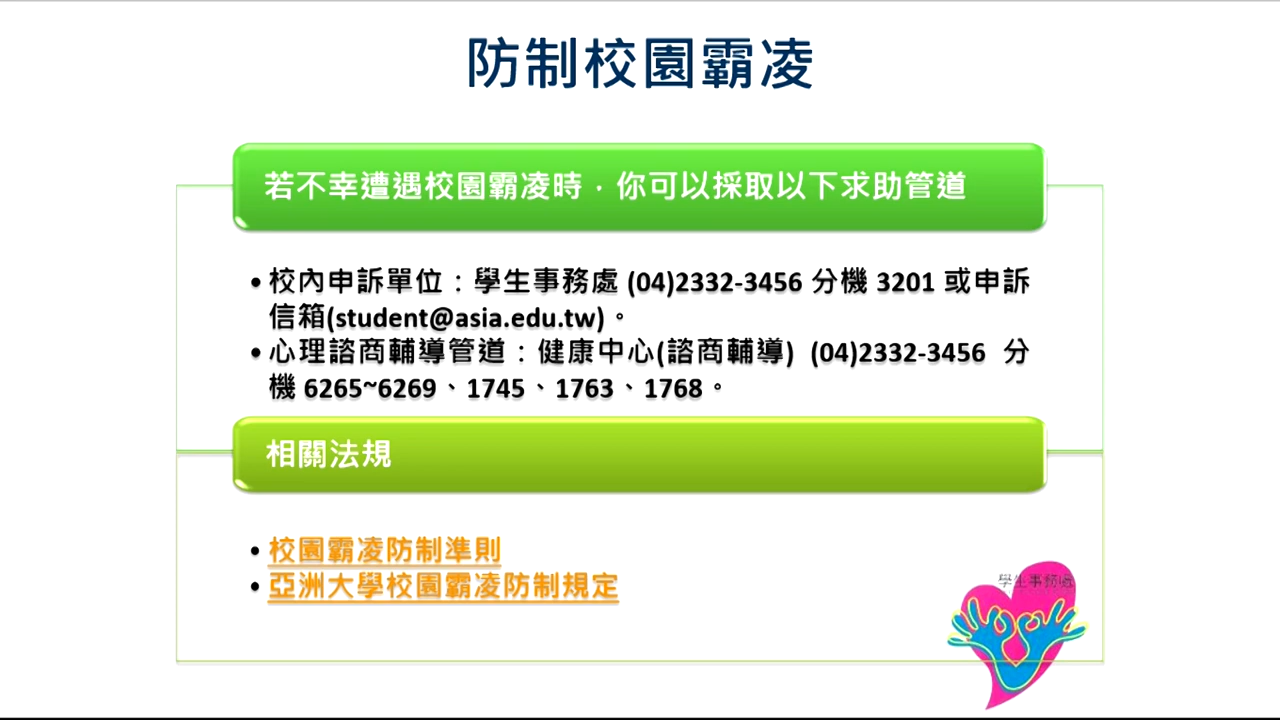 防制校園霸凌
若不幸遭遇校園霸凌時，你可以採取以下求助管道
•校內申訴單位：學生事務處 (04)2332-3456 分機 3201 或申訴
信箱(student@asia.edu.tw)。
•心理諮商輔導管道：健康中心(諮商輔導) (04)2332-3456 分
機 6265~6269、1745、1763、1768。
相關法規
• 校園霸凌防制準則
• 亞洲大學校園霸凌防制規定
學生事務處